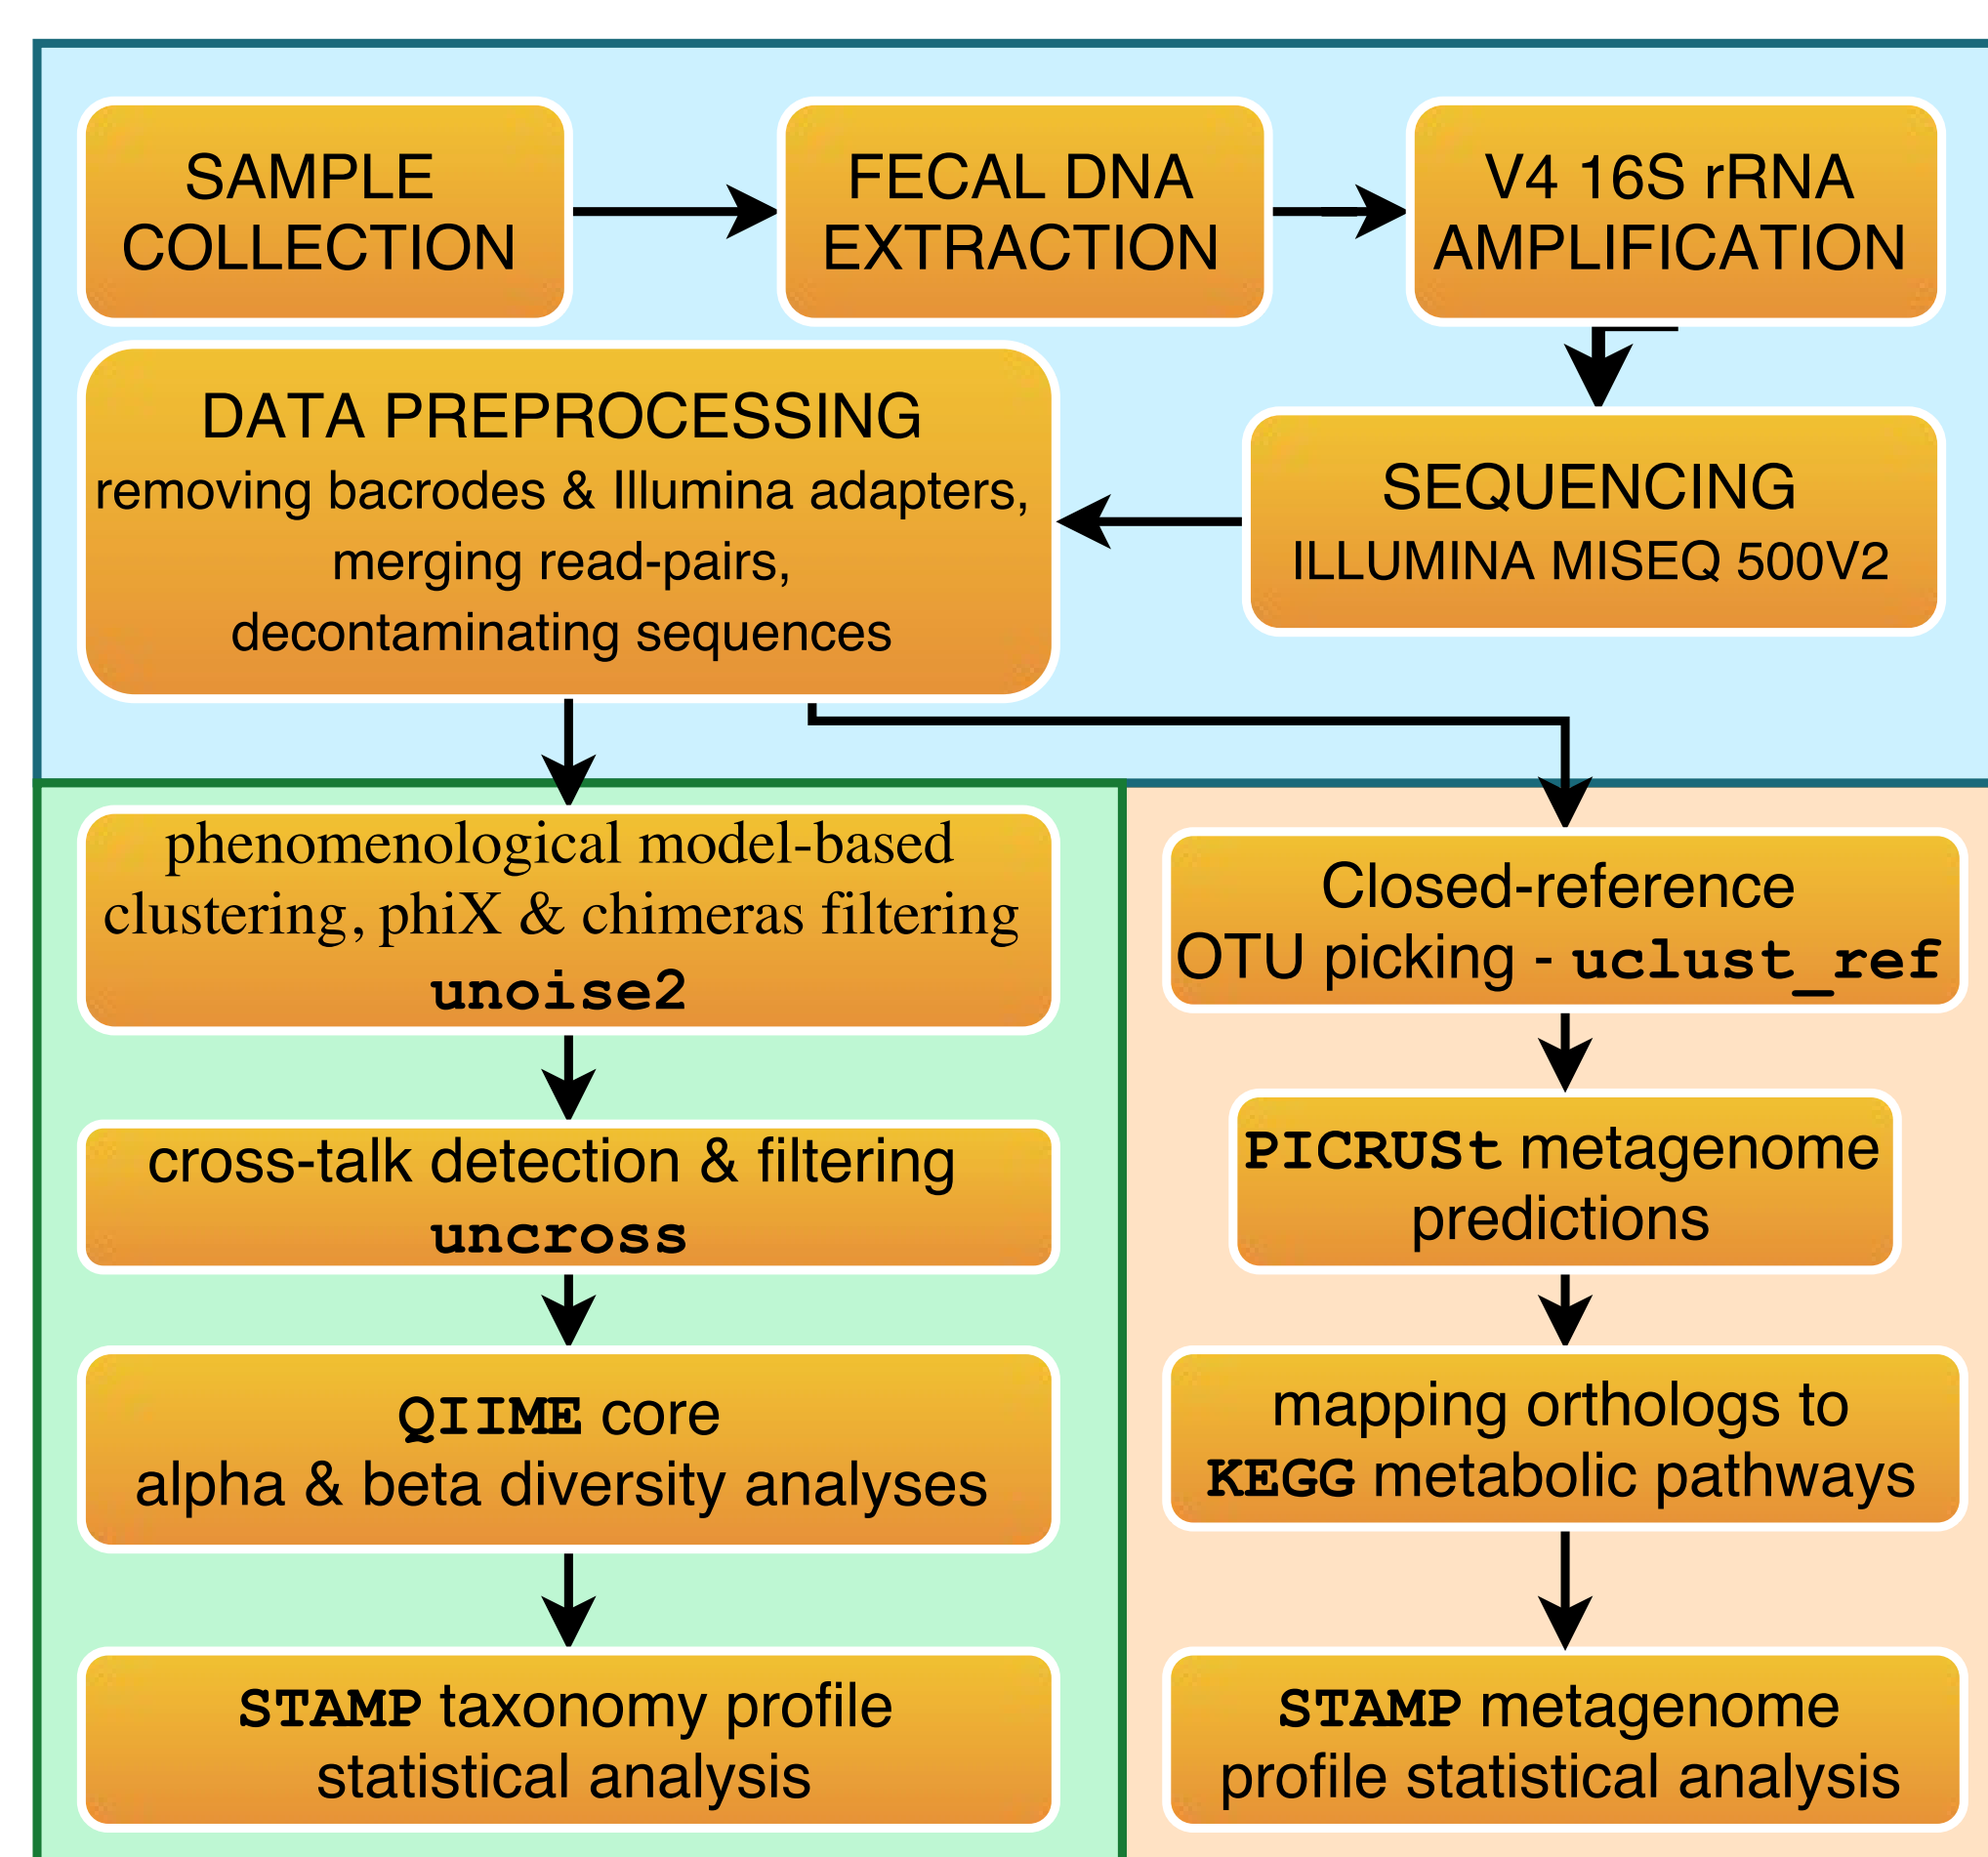 SAMPLE
COLLECTION
FECAL DNA
EXTRACTION
V4 16S rRNA
AMPLIFICATION
DATA PREPROCESSING
removing bacrodes & Illumina adapters,
merging read-pairs,
decontaminating sequences
SEQUENCING
ILLUMINA MISEQ 500V2
phenomenological model-based
clustering, phiX & chimeras filtering
unoise2
cross-talk detection & filtering
uncross
QIIME core
alpha & beta diversity analyses
STAMP taxonomy profile
statistical analysis
Closed-reference
OTU picking - uclust_ref
PICRUSt metagenome
predictions
mapping orthologs to
KEGG metabolic pathways
STAMP metagenome
profile statistical analysis